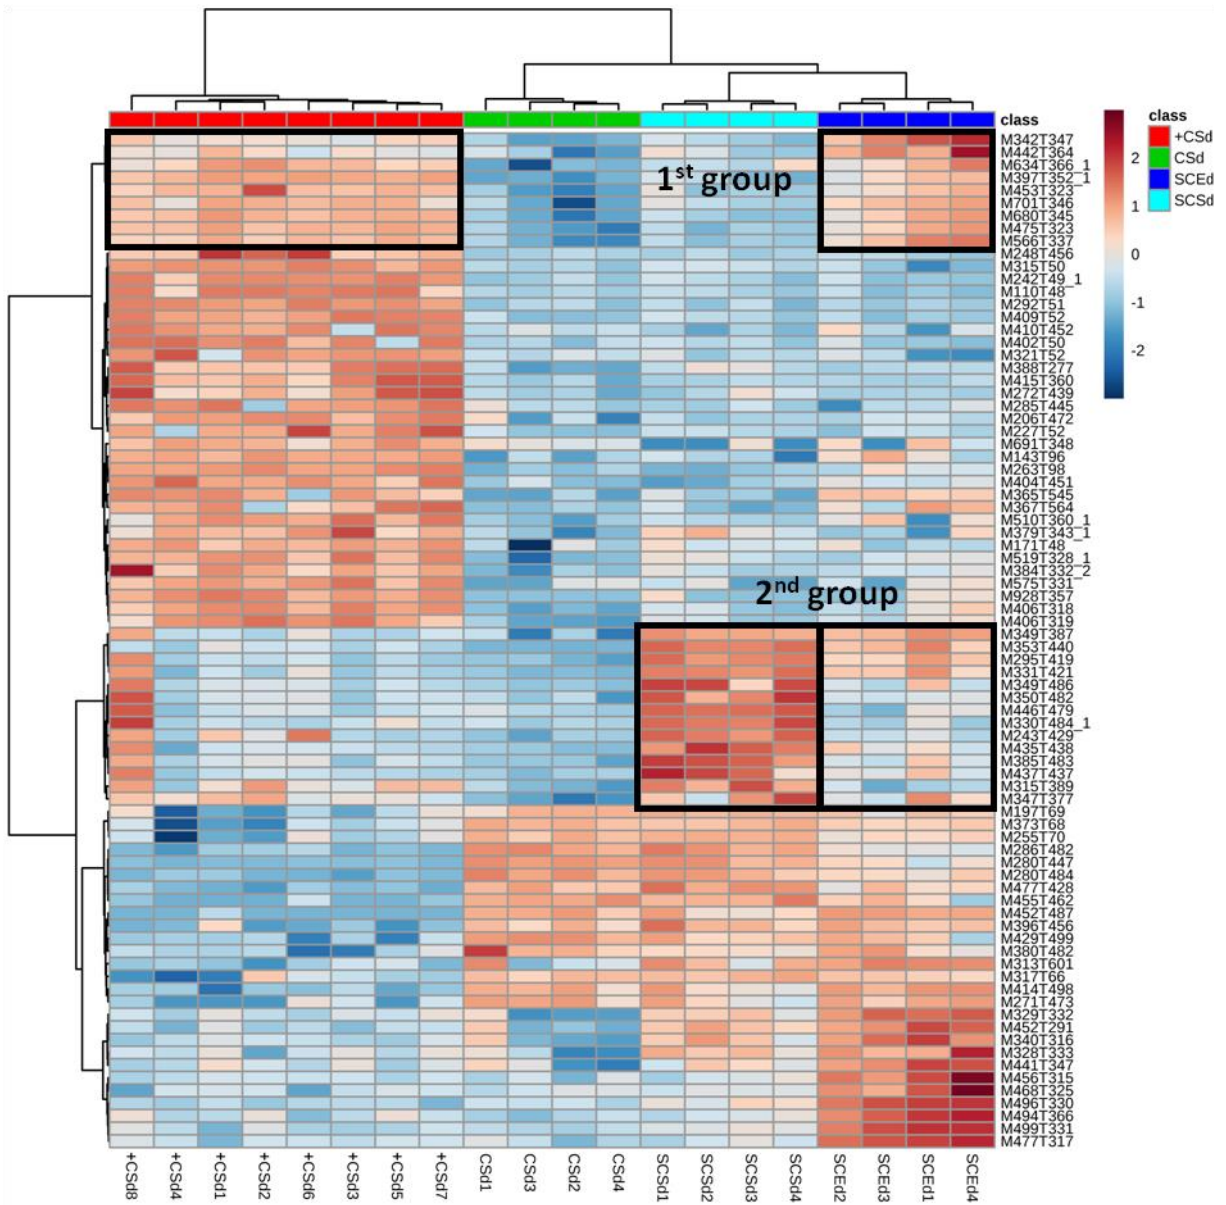 class
class
+CSd
CSd
SCEd
SCSd
2
1
0
-1
-2
1st group
2nd group
M342T347
M442T364
M634T366_1
M397T352_1
M453T323
M701T346
M680T345
M475T323
M566T337
M248T456
M315T50
M242T49_1
M110T48
M292T51
M409T52
M410T452
M402T50
M321T52
M388T277
M415T360
M272T439
M285T445
M206T472
M227T52
M691T348
M143T96
M263T98
M404T451
M365T545
M367T564
M510T360_1
M379T343_1
M171T48
M519T328_1
M384T332_2
M575T331
M928T357
M406T318
M406T319
M349T387
M353T440
M295T419
M331T421
M349T486
M350T482
M446T479
M330T484_1
M243T429
M435T438
M385T483
M437T437
M315T389
M347T377
M197T69
M373T68
M255T70
M286T482
M280T447
M280T484
M477T428
M455T462
M452T487
M396T456
M429T499
M380T482
M313T601
M317T66
M414T498
M271T473
M329T332
M452T291
M340T316
M328T333
M441T347
M456T315
M468T325
M496T330
M494T366
M499T331
M477T317
+CSd8
+CSd4
+CSd1
+CSd2
+CSd6
+CSd3
+CSd5
+CSd7
CSd1
CSd3
CSd2
CSd4
SCSd1
SCSd2
SCSd3
SCSd4
SCEd2
SCEd3
SCEd1
SCEd4